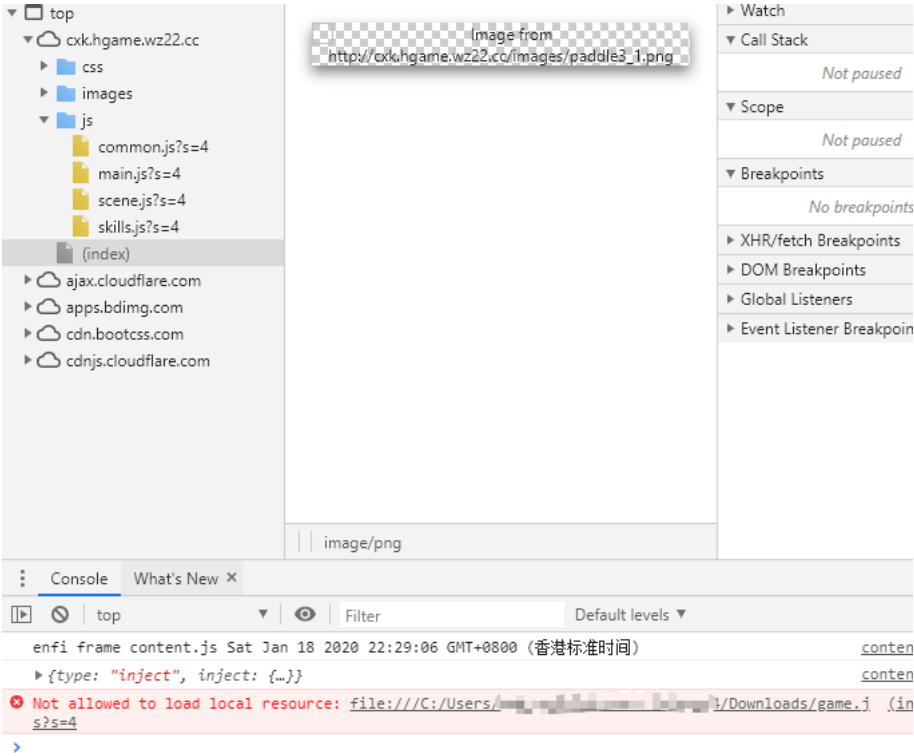 top
cxk.hgame.wz22.cc
css
images
js
common.js?s=4
main.js?s=4
scene.js?s=4
skills.js?s=4
(index)
ajax.cloudflare.com
apps.bdimg.com
cdn.bootcss.com
cdnjs.cloudflare.com
Image from
http://cxk.hgame.wz22.cc/images/paddle3_1.png
image/png
Watch
Call Stack
Not paused
Scope
Not paused
Breakpoints
No breakpoints
XHR/fetch Breakpoints
DOM Breakpoints
Global Listeners
Event Listener Breakpoin
Console What's New ×
top Filter Default levels
enfi frame content.js Sat Jan 18 2020 22:29:06 GMT+0800 (香港标准时间) conten
{type: "inject", inject: {…}} conten
Not allowed to load local resource: file:///C:/Users/ 4/Downloads/game.j (in
s?s=4